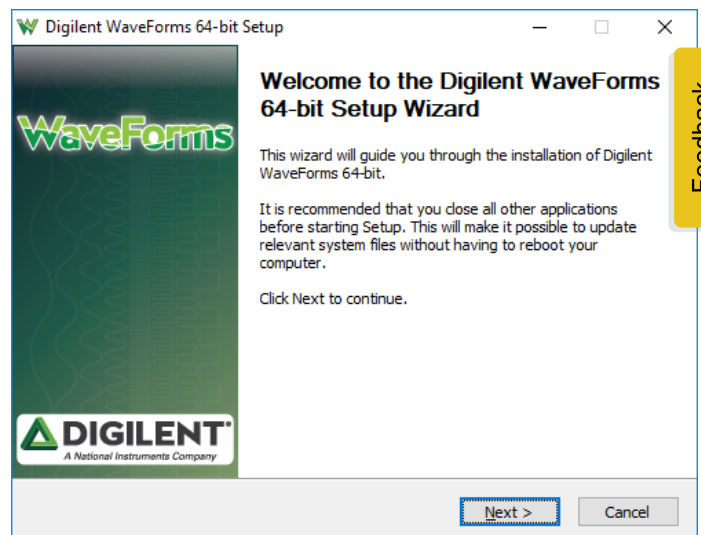 Digilent WaveForms 64-bit Setup
Welcome to the Digilent WaveForms
64-bit Setup Wizard
WaveForms
This wizard will guide you through the installation of Digilent
WaveForms 64-bit.
It is recommended that you close all other applications
before starting Setup. This will make it possible to update
relevant system files without having to reboot your
computer.
Click Next to continue.
DIGILENT
A National Instruments Company
Next >
Cancel
Feedback